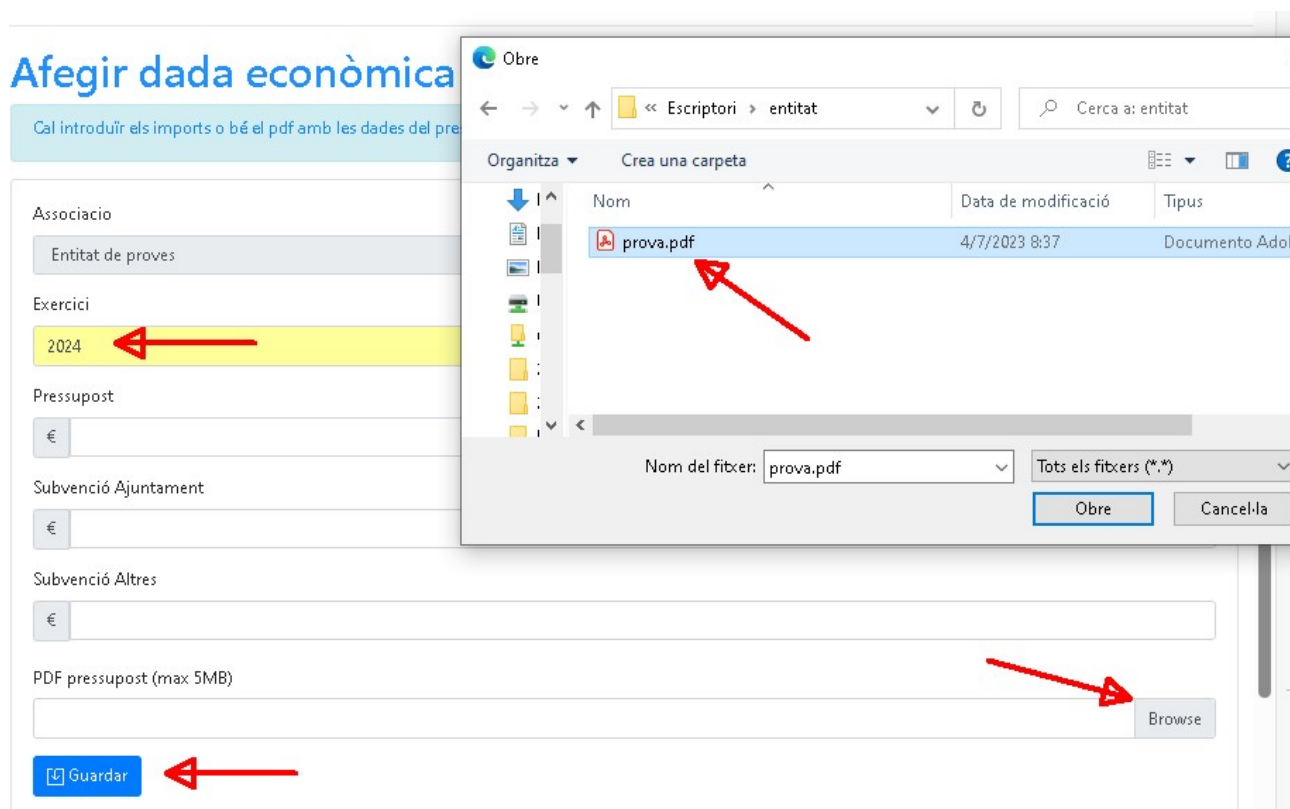 Afegir dada econòmica
Cal introduïr els imports o bé el pdf amb les dades del pre
Associacio
Entitat de proves
Exercici
2024
Pressupost
€
Subvenció Ajuntament
€
Subvenció Altres
€
PDF pressupost (max 5MB)
Browse
Guardar
Obre
« Escriptori > entitat
Cerca a: entitat
Organitza
Crea una carpeta
Nom Data de modificació Tipus
prova.pdf 4/7/2023 8:37 Documento Ado
Nom del fitxer: prova.pdf Tots els fitxers (*.*)
Obre Cancel·la